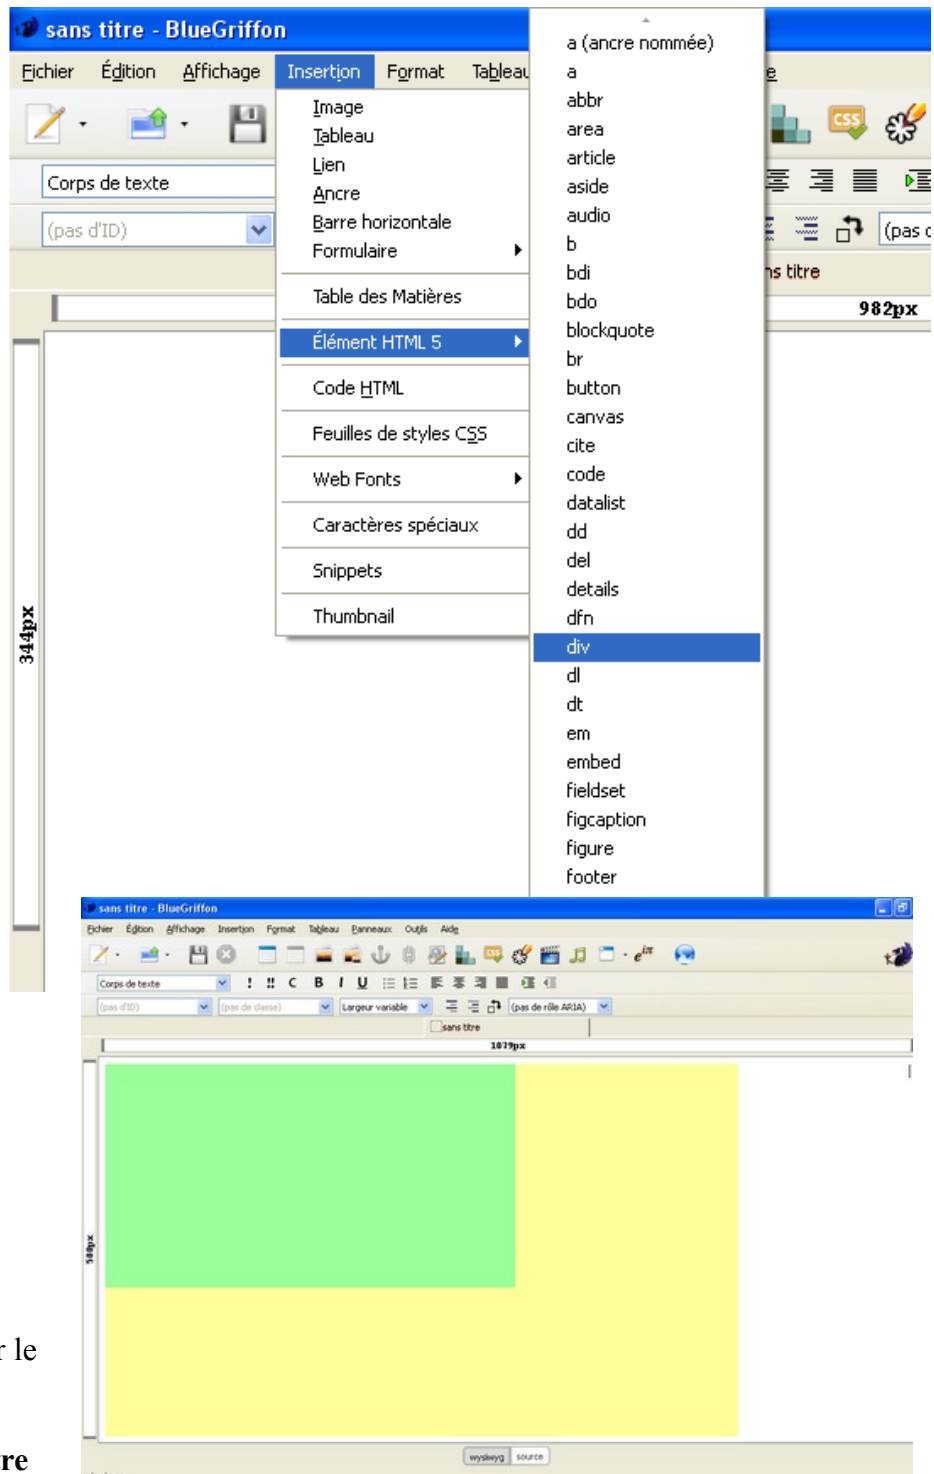 sans titre - BlueGriffon
Fichier Édition Affichage Insertion Format Tableau
Corps de texte
(pas d'ID)
ns titre
982px
344px
Image
Tableau
Lien
Ancre
Barre horizontale
Formulaire
Table des Matières
Élément HTML 5
Code HTML
Feuilles de styles CSS
Web Fonts
Caractères spéciaux
Snippets
Thumbnail
a (ancre nommée)
a
abbr
area
article
aside
audio
b
bdi
bdo
blockquote
br
button
canvas
cite
code
datalist
dd
del
details
dfn
div
dl
dt
em
embed
fieldset
figcaption
figure
footer
e
CSS
(pas d
sans titre - BlueGriffon
Fichier Édition Affichage Insertion Format Tableau Panneaux Outils Aide
Corps de texte ! !! C B I U
(pas d'ID) (pas de classe) Largeur variable (pas de rôle ARIA)
sans titre
1079px
500px
wysiwyg source
r le
tre